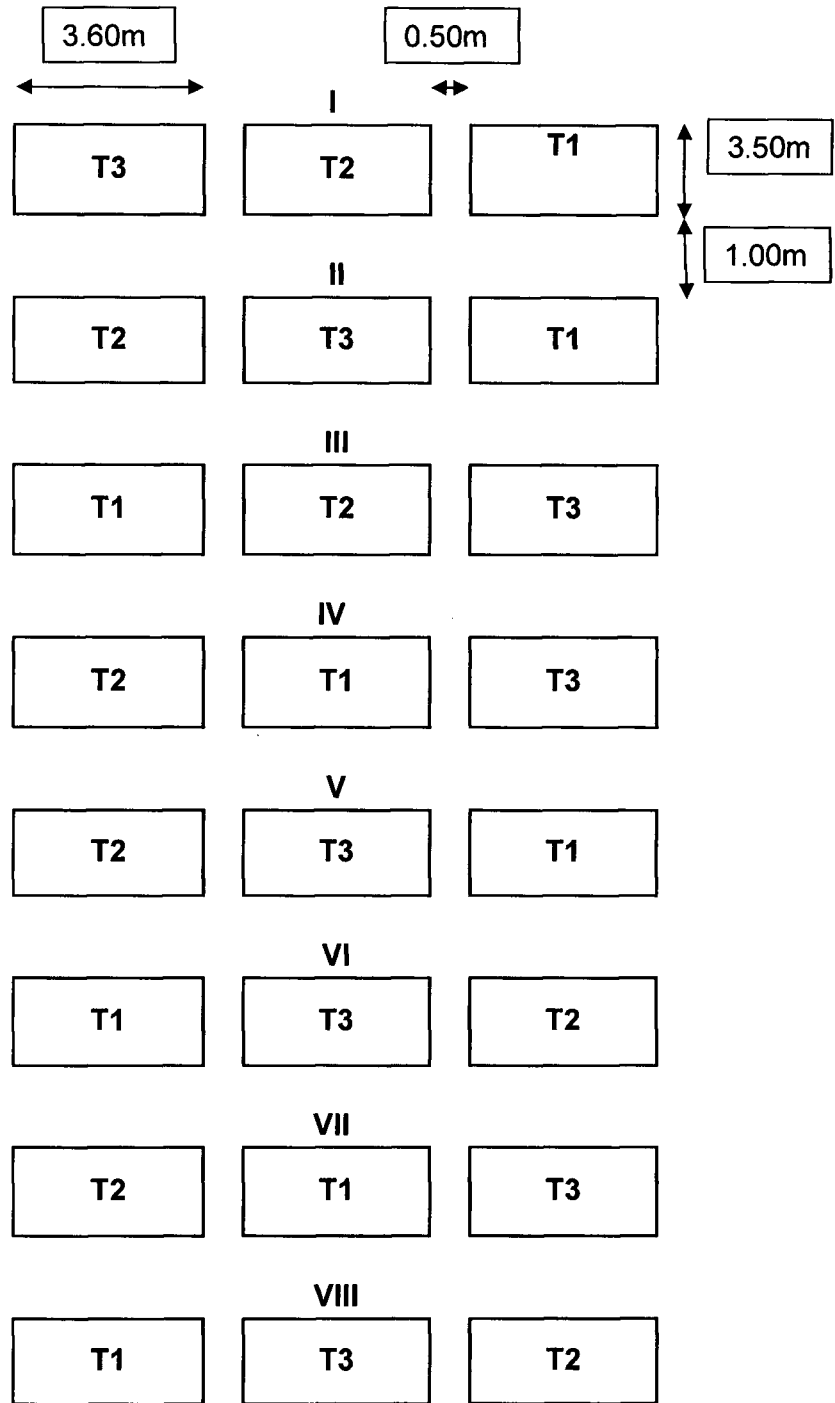 3.60m 0.50m
I
T3 T2 T1 3.50m
1.00m
II
T2 T3 T1
III
T1 T2 T3
IV
T2 T1 T3
V
T2 T3 T1
VI
T1 T3 T2
VII
T2 T1 T3
VIII
T1 T3 T2